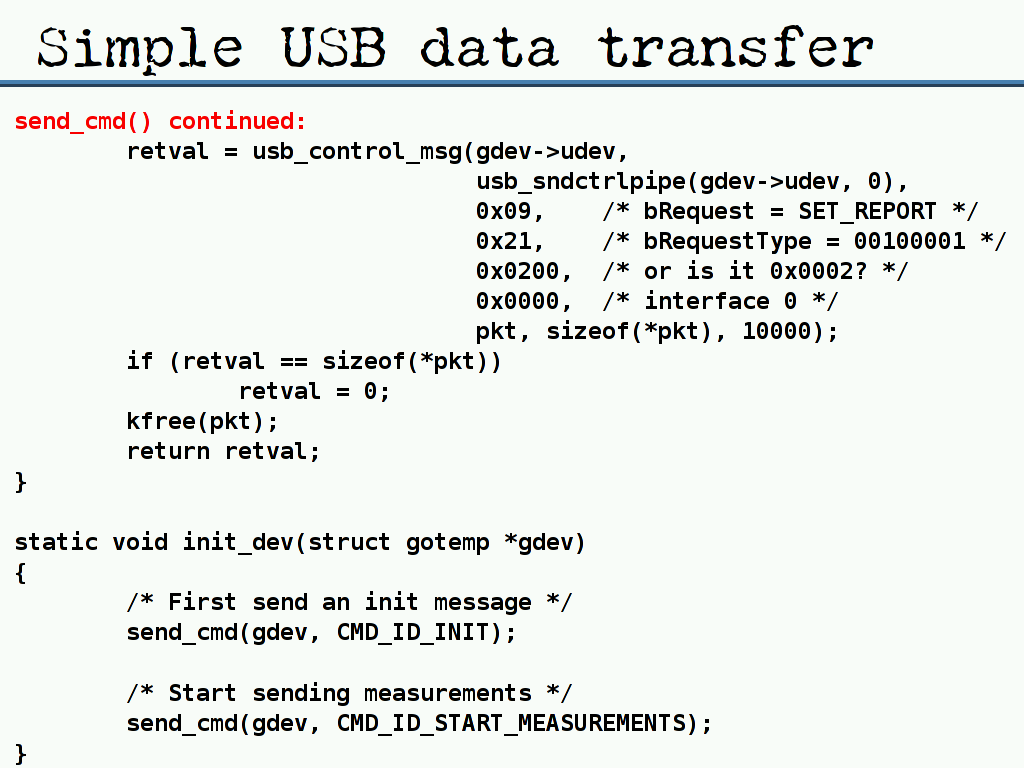 Simple USB data transfer
send_cmd() continued:
        retval = usb_control_msg(gdev->udev,
                                 usb_sndctrlpipe(gdev->udev, 0),
                                 0x09,    /* bRequest = SET_REPORT */
                                 0x21,    /* bRequestType = 00100001 */
                                 0x0200,  /* or is it 0x0002? */
                                 0x0000,  /* interface 0 */
                                 pkt, sizeof(*pkt), 10000);
        if (retval == sizeof(*pkt))
                retval = 0;
        kfree(pkt);
        return retval;
}

static void init_dev(struct gotemp *gdev)
{
        /* First send an init message */
        send_cmd(gdev, CMD_ID_INIT);

        /* Start sending measurements */
        send_cmd(gdev, CMD_ID_START_MEASUREMENTS);
}